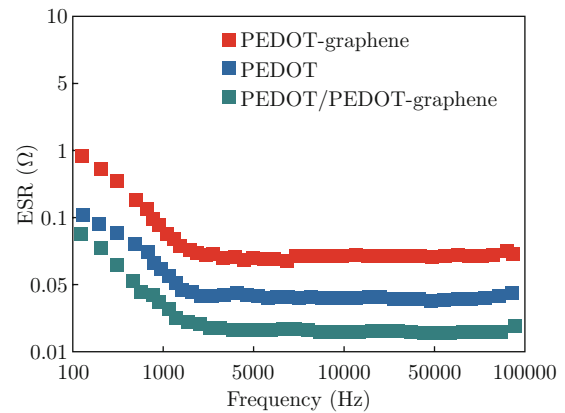 10
5
1
0.1
0.05
0.01
ESR (Ω)
PEDOT-graphene
PEDOT
PEDOT/PEDOT-graphene
100 1000 5000 10000 50000 100000
Frequency (Hz)